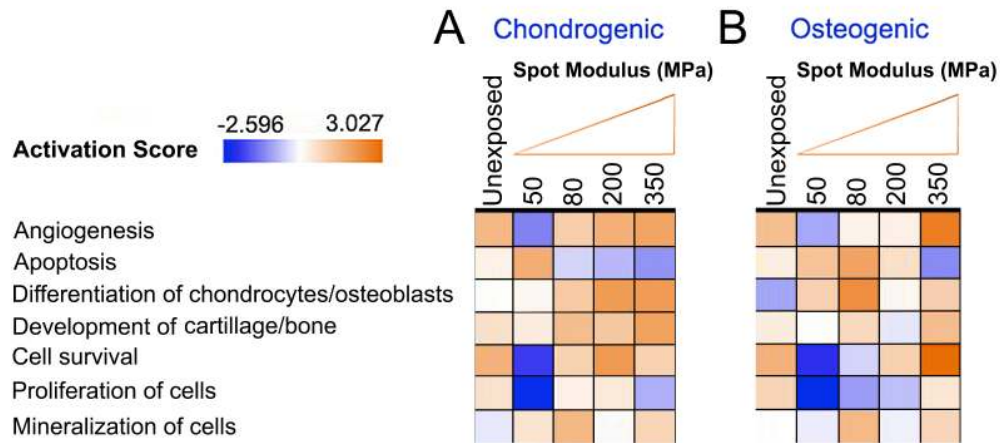 A Chondrogenic
Spot Modulus (MPa)
Unexposed
50
80
200
350
B Osteogenic
Spot Modulus (MPa)
Unexposed
50
80
200
350
-2.596 3.027
Activation Score
Angiogenesis
Apoptosis
Differentiation of chondrocytes/osteoblasts
Development of cartillage/bone
Cell survival
Proliferation of cells
Mineralization of cells